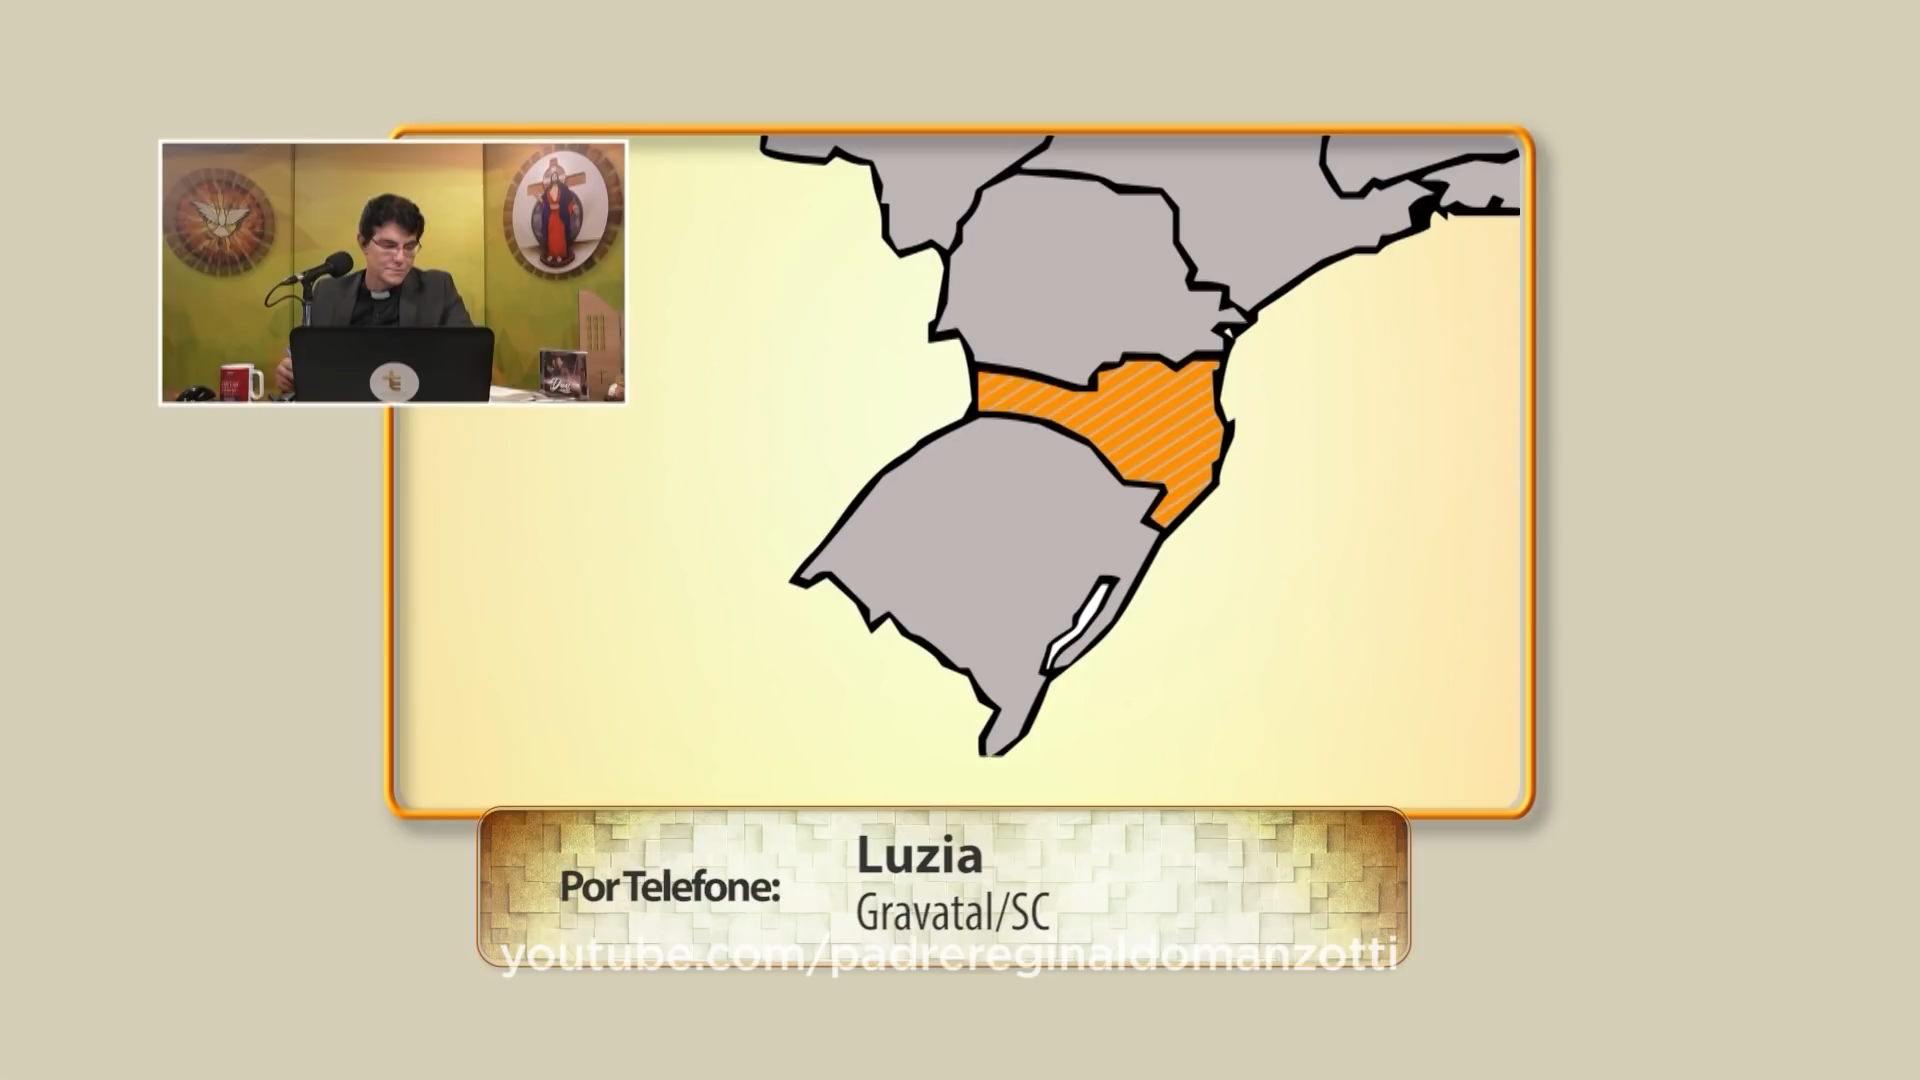 Por Telefone:
Luzia
Gravatal/SC
youtube.com/padrereginaldomanzotti